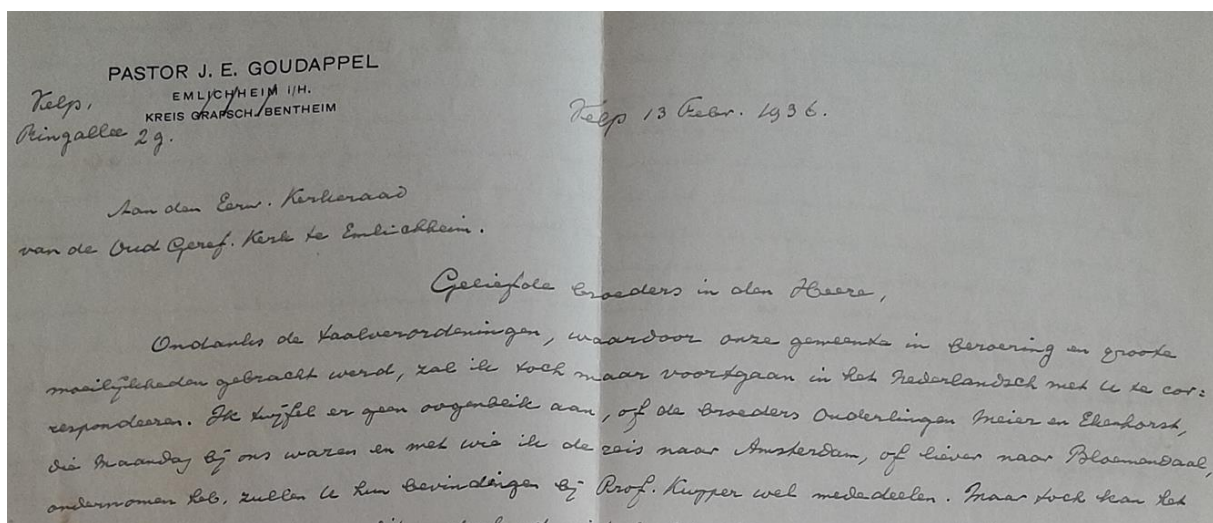 PASTOR J. E. GOUDAPPEL
EMLICHHEIM i/H.
KREIS GRAFSCH. BENTHEIM
Velp,
Ringallee 29.
Velp 13 Febr. 1936.
Aan den Eerw. Kerkeraad
van de Oud Geref. Kerk te Emlichheim.
Geliefde broeders in den Heere,
Ondanks de taalverordeningen, waardoor onze gemeente in beroering en groote
moeilijkheden gebracht werd, zal ik toch maar voortgaan in het Nederlandsch met U te cor:
respondeeren. Ik twijfel er geen oogenblik aan, of de broeders Ouderlingen Meier en Ekenhorst,
die Maandag bij ons waren en met wie ik de reis naar Amsterdam, of liever naar Bloemendaal,
ondernomen heb, zullen U hun bevindingen bij Prof. Kuyper wel mededeelen. Maar toch kan het